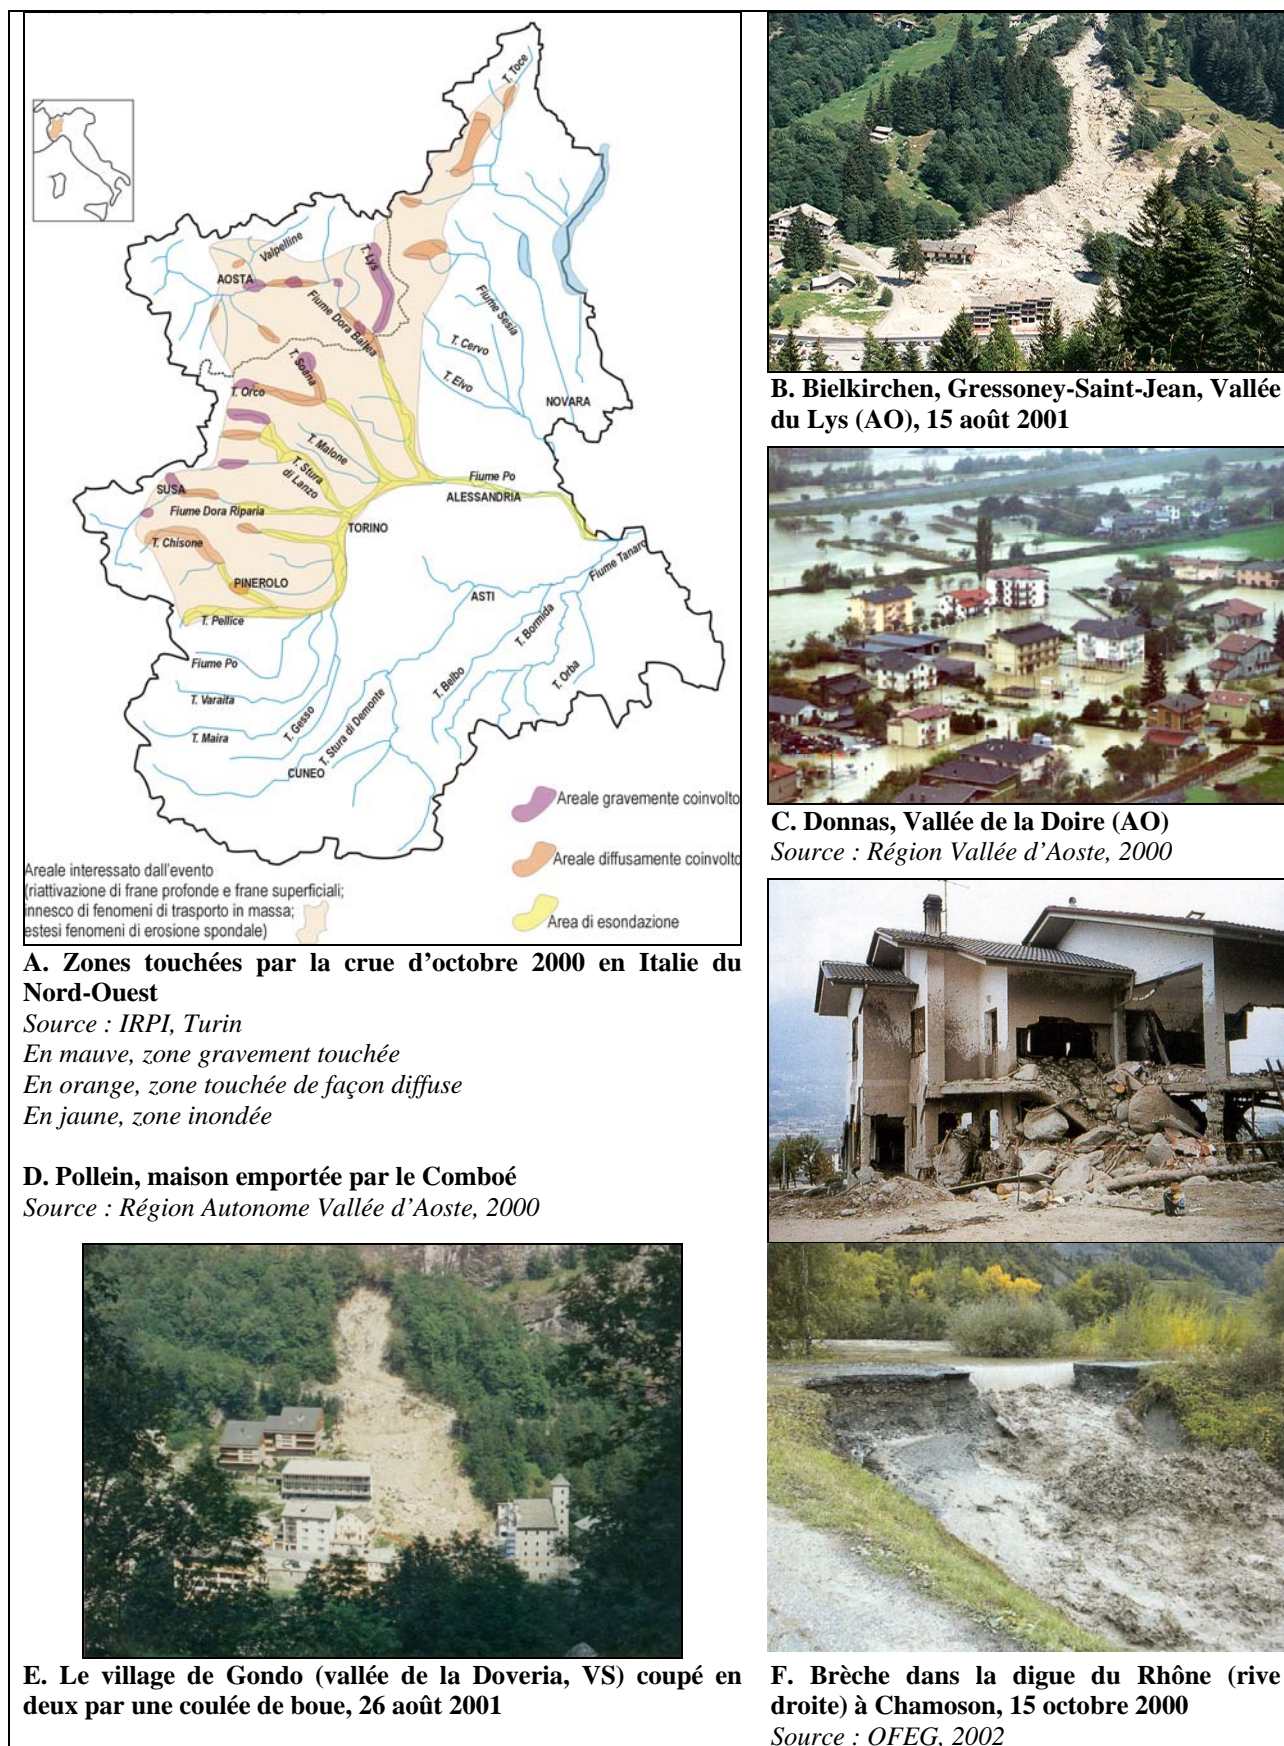 T. Toce
Valpelline
AOSTA
T. Lys
Fiume Dora Baltea
Fiume Sesia
T. Cervo
T. Elvo
NOVARA
T. Soana
T. Orco
T. Malone
T. Stura
di Lanzo
Fiume Po
ALESSANDRIA
SUSA
Fiume Dora Riparia
TORINO
T. Chisone
PINEROLO
Fiume Tanaro
ASTI
T. Pellice
T. Bormida
Fiume Po
T. Belbo
T. Orba
T. Varaita
T. Gesso
T. Stura di Demonte
T. Maira
CUNEO
Areale gravemente coinvolto
Areale diffusamente coinvolto
Area di esondazione
Areale interessato dall'evento
(riattivazione di frane profonde e frane superficiali;
innesco di fenomeni di trasporto in massa;
estesi fenomeni di erosione spondale)
A. Zones touchées par la crue d'octobre 2000 en Italie du
Nord-Ouest
Source : IRPI, Turin
En mauve, zone gravement touchée
En orange, zone touchée de façon diffuse
En jaune, zone inondée
B. Bielkirchen, Gressoney-Saint-Jean, Vallée
du Lys (AO), 15 août 2001
C. Donnas, Vallée de la Doire (AO)
Source : Région Vallée d'Aoste, 2000
D. Pollein, maison emportée par le Comboé
Source : Région Autonome Vallée d'Aoste, 2000
E. Le village de Gondo (vallée de la Doveria, VS) coupé en
deux par une coulée de boue, 26 août 2001
F. Brèche dans la digue du Rhône (rive
droite) à Chamoson, 15 octobre 2000
Source : OFEG, 2002